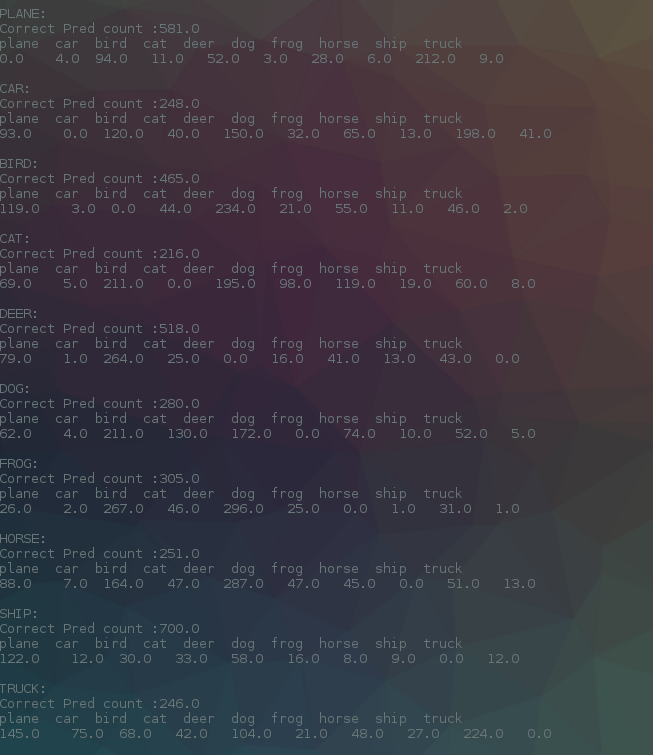 PLANE:
Correct Pred count :581.0
plane car bird cat deer dog frog horse ship truck
0.0 4.0 94.0 11.0 52.0 3.0 28.0 6.0 212.0 9.0
CAR:
Correct Pred count :248.0
plane car bird cat deer dog frog horse ship truck
93.0 0.0 120.0 40.0 150.0 32.0 65.0 13.0 198.0 41.0
BIRD:
Correct Pred count :465.0
plane car bird cat deer dog frog horse ship truck
119.0 3.0 0.0 44.0 234.0 21.0 55.0 11.0 46.0 2.0
CAT:
Correct Pred count :216.0
plane car bird cat deer dog frog horse ship truck
69.0 5.0 211.0 0.0 195.0 98.0 119.0 19.0 60.0 8.0
DEER:
Correct Pred count :518.0
plane car bird cat deer dog frog horse ship truck
79.0 1.0 264.0 25.0 0.0 16.0 41.0 13.0 43.0 0.0
DOG:
Correct Pred count :280.0
plane car bird cat deer dog frog horse ship truck
62.0 4.0 211.0 130.0 172.0 0.0 74.0 10.0 52.0 5.0
FROG:
Correct Pred count :305.0
plane car bird cat deer dog frog horse ship truck
26.0 2.0 267.0 46.0 296.0 25.0 0.0 1.0 31.0 1.0
HORSE:
Correct Pred count :251.0
plane car bird cat deer dog frog horse ship truck
88.0 7.0 164.0 47.0 287.0 47.0 45.0 0.0 51.0 13.0
SHIP:
Correct Pred count :700.0
plane car bird cat deer dog frog horse ship truck
122.0 12.0 30.0 33.0 58.0 16.0 8.0 9.0 0.0 12.0
TRUCK:
Correct Pred count :246.0
plane car bird cat deer dog frog horse ship truck
145.0 75.0 68.0 42.0 104.0 21.0 48.0 27.0 224.0 0.0